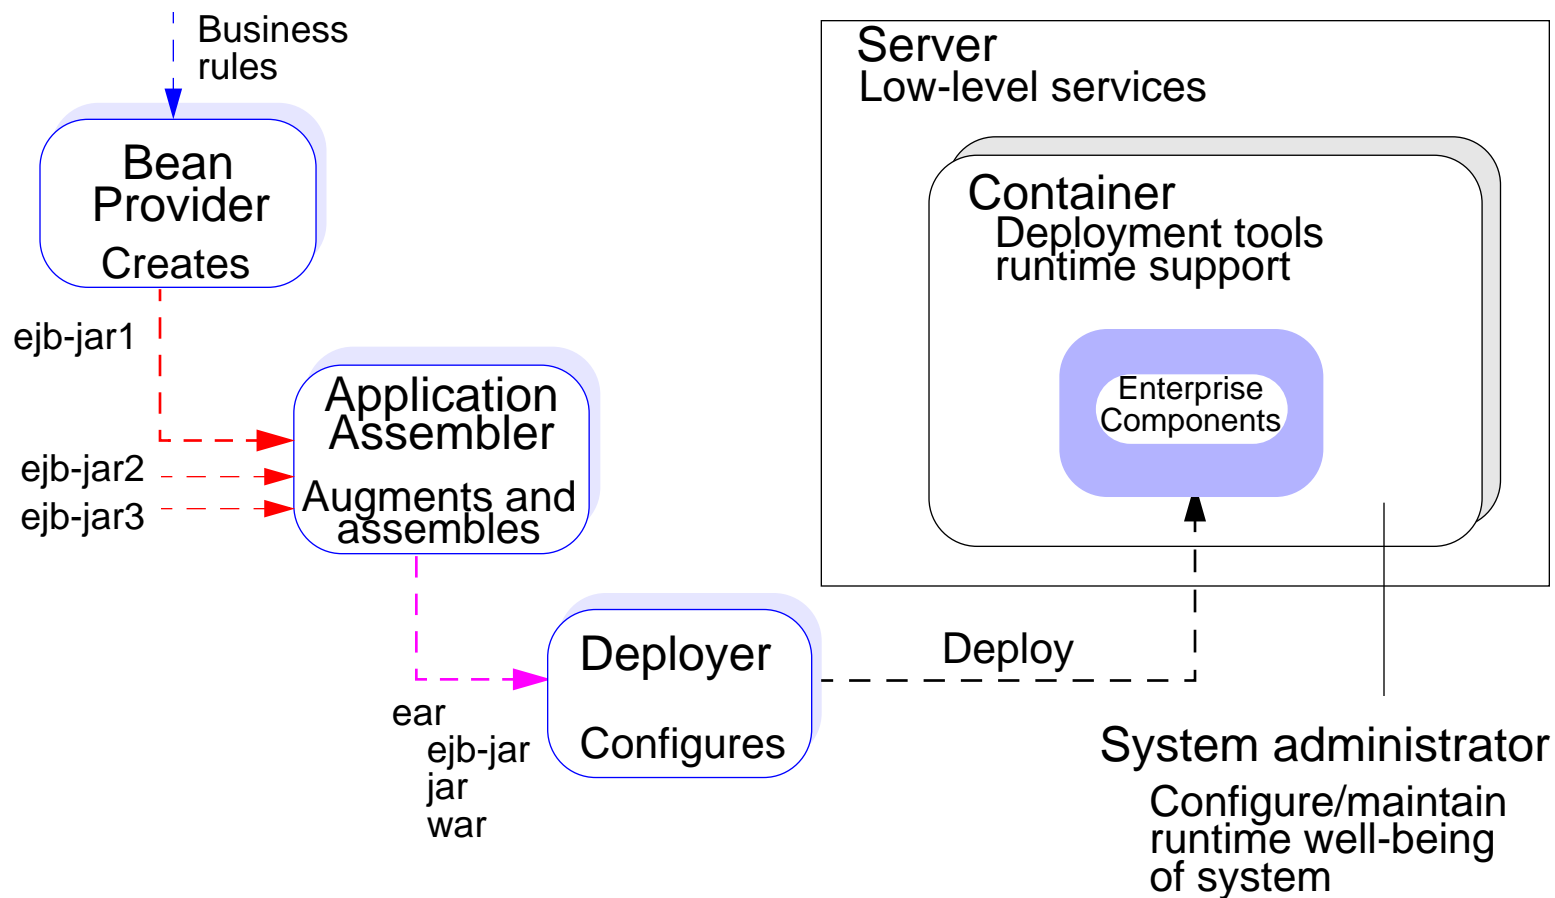 Business
rules
Bean
Provider
Creates
ejb-jar1
ejb-jar2
ejb-jar3
Application
Assembler
Augments and
assembles
ear
ejb-jar
jar
war
Deployer
Configures
Deploy
Server
Low-level services
Container
Deployment tools
runtime support
Enterprise
Components
System administrator
Configure/maintain
runtime well-being
of system